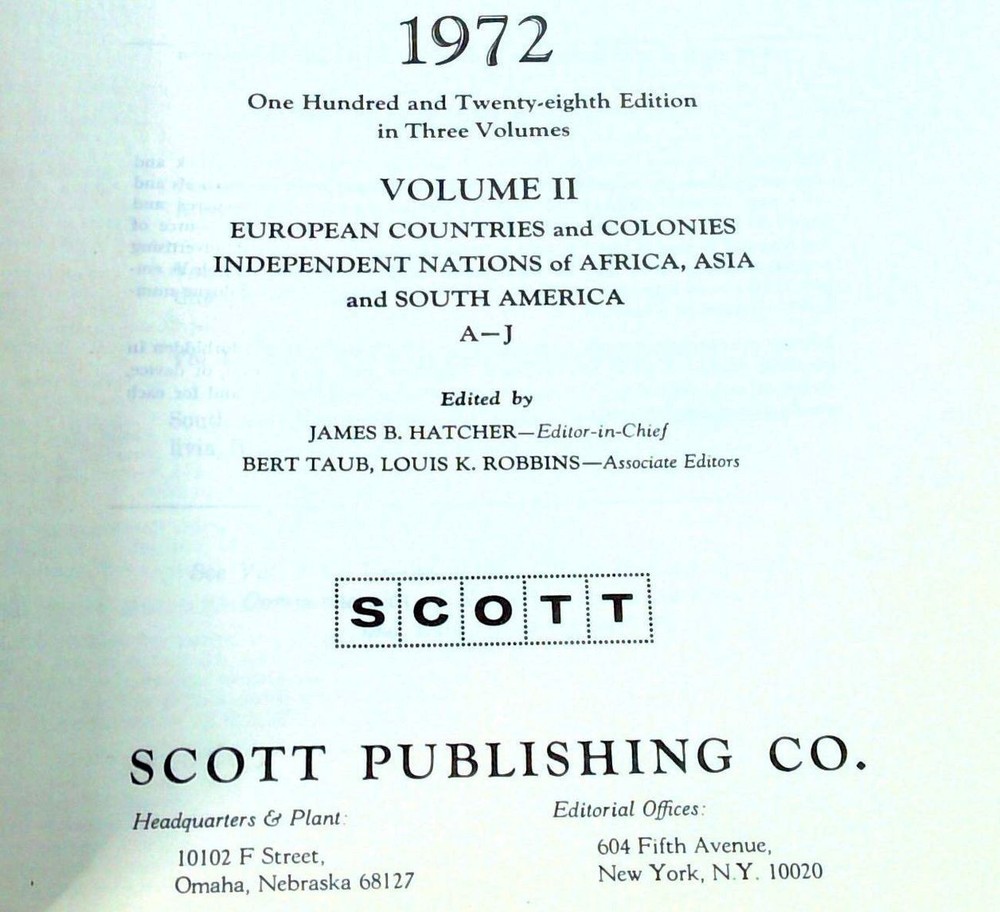 1972
One Hundred and Twenty-eighth Edition
in Three Volumes
VOLUME II
EUROPEAN COUNTRIES and COLONIES
INDEPENDENT NATIONS of AFRICA, ASIA
and SOUTH AMERICA
A—J
Edited by
JAMES B. HATCHER—Editor-in-Chief
BERT TAUB, LOUIS K. ROBBINS—Associate Editors
SCOTT
SCOTT PUBLISHING CO.
Headquarters & Plant:
10102 F Street,
Omaha, Nebraska 68127
Editorial Offices:
604 Fifth Avenue,
New York, N.Y. 10020